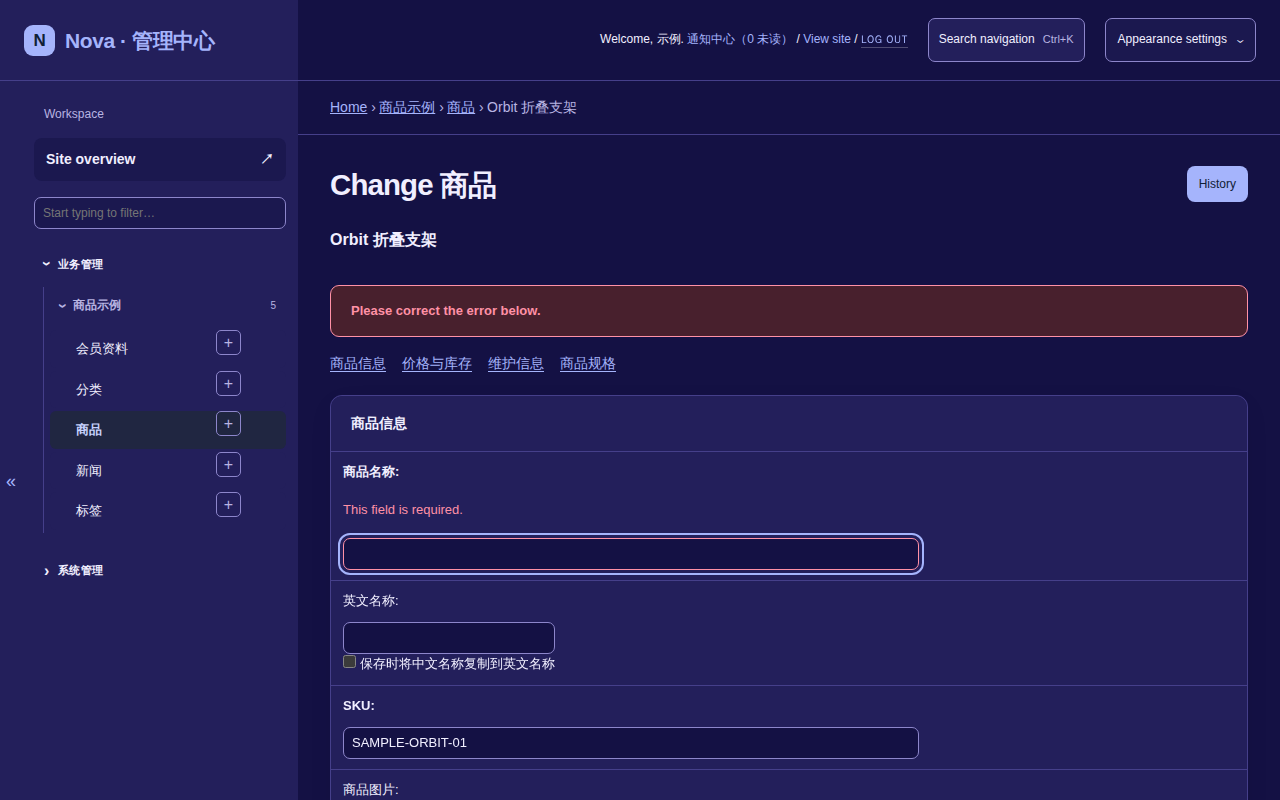 N Nova · 管理中心
Welcome, 示例. 通知中心（0 未读） / View site / LOG OUT
Search navigation Ctrl+K
Appearance settings
Workspace
Site overview ↗
Start typing to filter…
业务管理
商品示例 5
会员资料 +
分类 +
商品 +
新闻 +
标签 +
系统管理
«
Home › 商品示例 › 商品 › Orbit 折叠支架
Change 商品
History
Orbit 折叠支架
Please correct the error below.
商品信息 价格与库存 维护信息 商品规格
商品信息
商品名称:
This field is required.
英文名称:
保存时将中文名称复制到英文名称
SKU:
SAMPLE-ORBIT-01
商品图片: